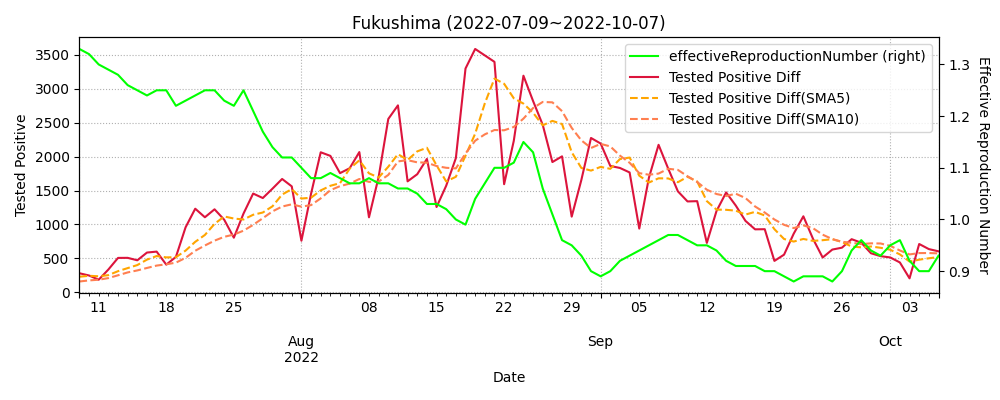 Fukushima (2022-07-09~2022-10-07)
effectiveReproductionNumber (right)
Tested Positive Diff
Tested Positive Diff(SMA5)
Tested Positive Diff(SMA10)
Tested Positive
3500
3000
2500
2000
1500
1000
500
0
Effective Reproduction Number
1.3
1.2
1.1
1.0
0.9
11 18 25 08 15 22 29 05 12 19 26 03
Aug Sep Oct
2022
Date